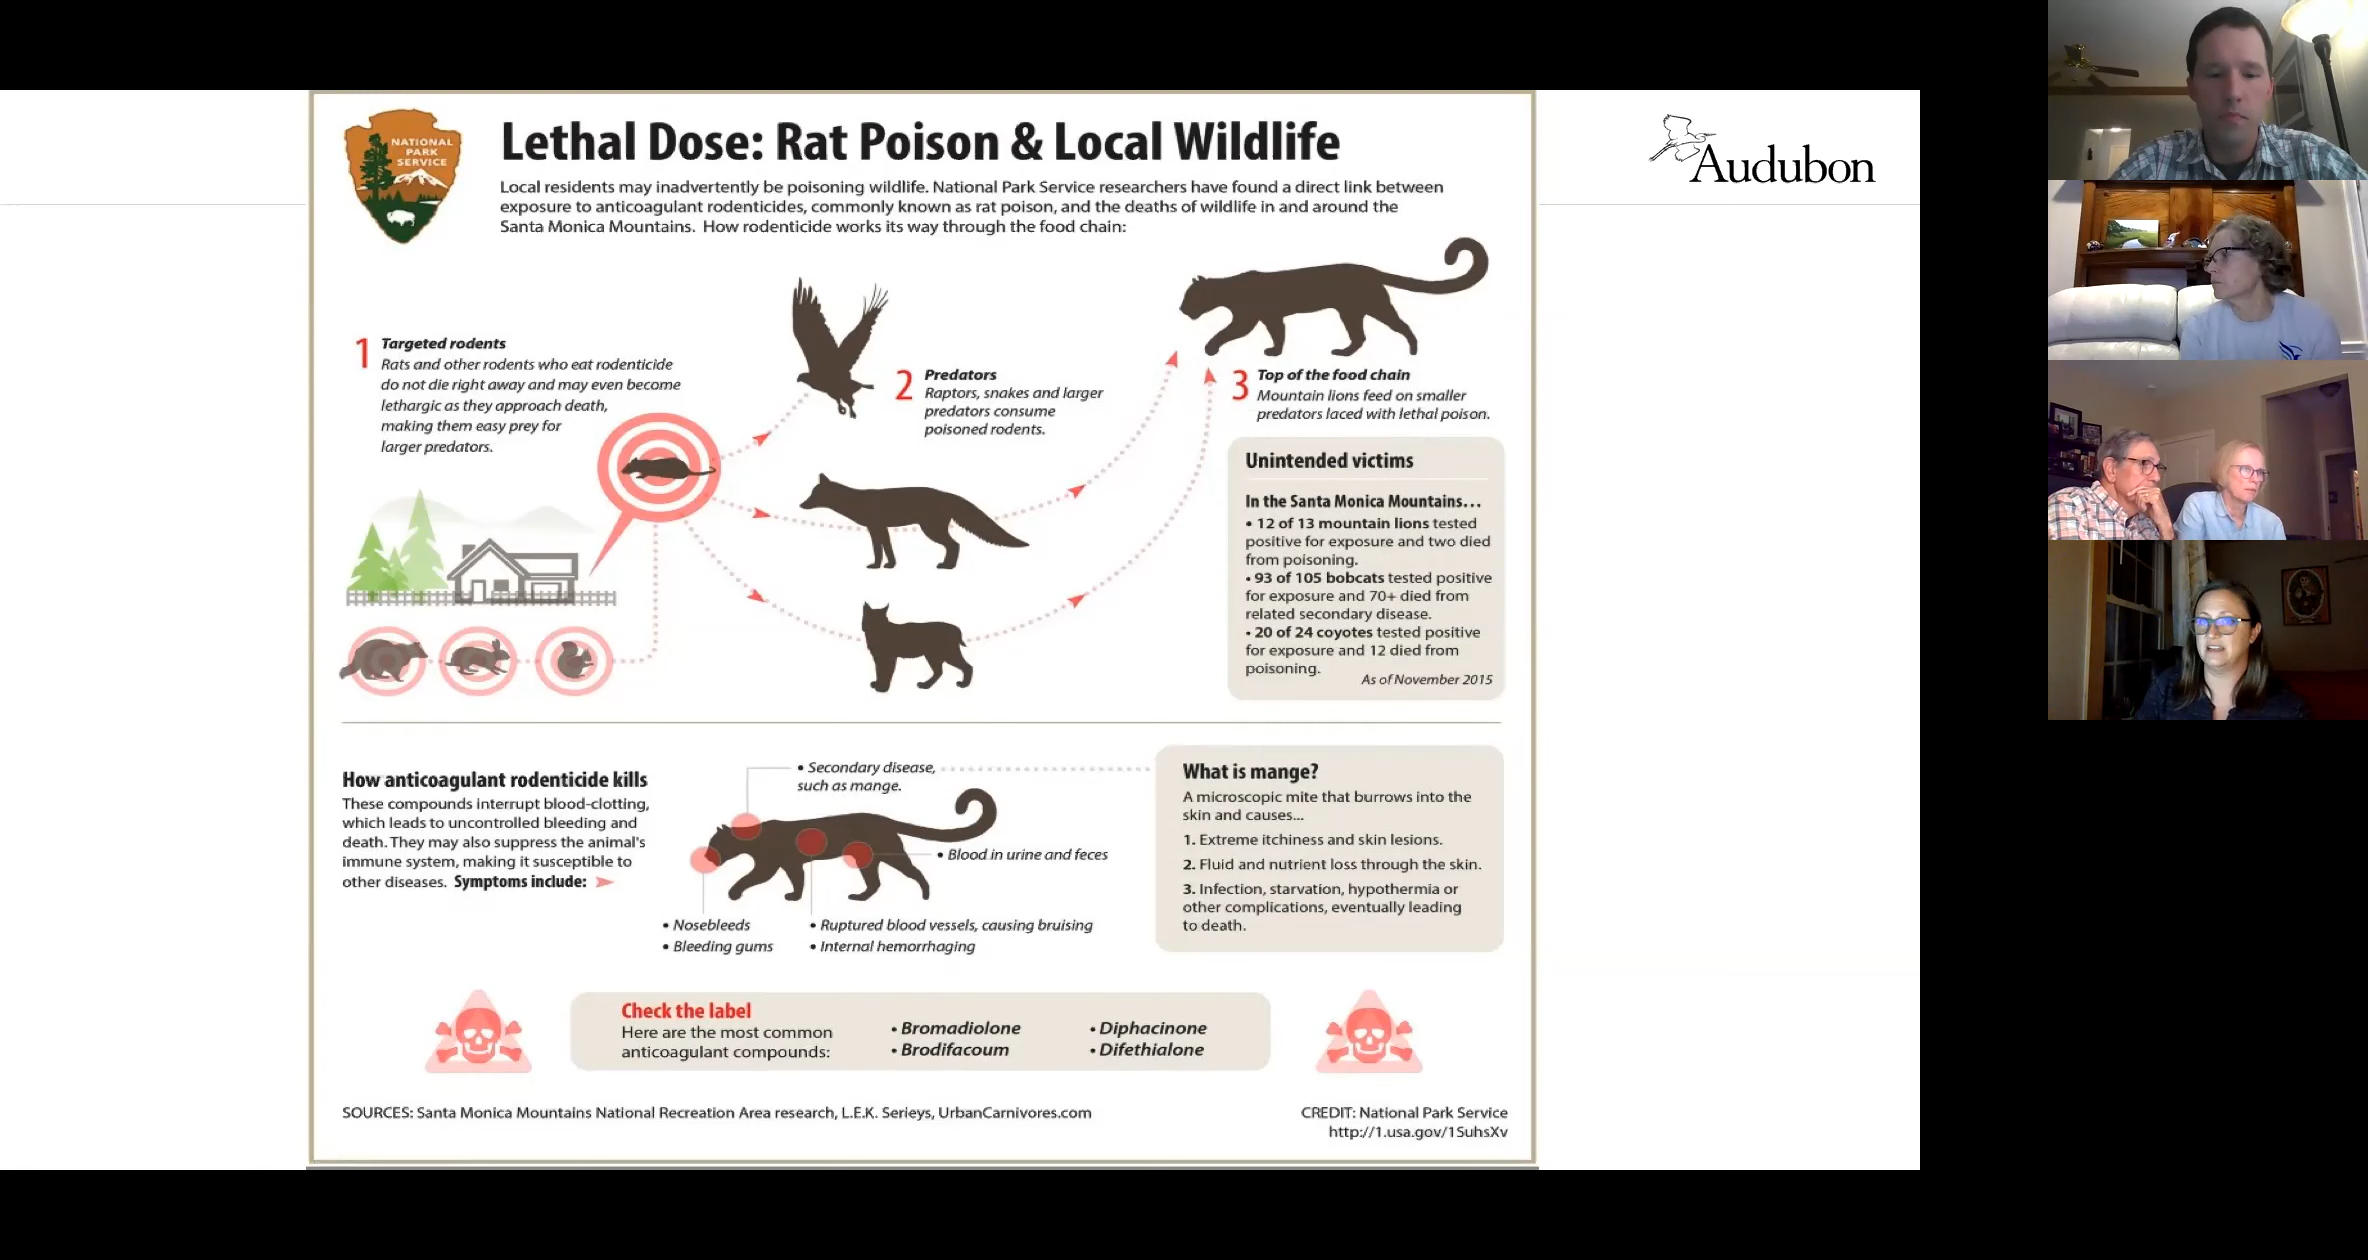 NATIONAL
PARK
SERVICE
Lethal Dose: Rat Poison & Local Wildlife
Audubon
Local residents may inadvertently be poisoning wildlife. National Park Service researchers have found a direct link between
exposure to anticoagulant rodenticides, commonly known as rat poison, and the deaths of wildlife in and around the
Santa Monica Mountains. How rodenticide works its way through the food chain:
1 Targeted rodents
Rats and other rodents who eat rodenticide
do not die right away and may even become
lethargic as they approach death,
making them easy prey for
larger predators.
2 Predators
Raptors, snakes and larger
predators consume
poisoned rodents.
3 Top of the food chain
Mountain lions feed on smaller
predators laced with lethal poison.
Unintended victims
In the Santa Monica Mountains...
• 12 of 13 mountain lions tested
positive for exposure and two died
from poisoning.
• 93 of 105 bobcats tested positive
for exposure and 70+ died from
related secondary disease.
• 20 of 24 coyotes tested positive
for exposure and 12 died from
poisoning.
As of November 2015
How anticoagulant rodenticide kills
These compounds interrupt blood-clotting,
which leads to uncontrolled bleeding and
death. They may also suppress the animal's
immune system, making it susceptible to
other diseases. Symptoms include:
• Secondary disease,
such as mange.
• Blood in urine and feces
• Nosebleeds
• Bleeding gums
• Ruptured blood vessels, causing bruising
• Internal hemorrhaging
What is mange?
A microscopic mite that burrows into the
skin and causes...
1. Extreme itchiness and skin lesions.
2. Fluid and nutrient loss through the skin.
3. Infection, starvation, hypothermia or
other complications, eventually leading
to death.
Check the label
Here are the most common
anticoagulant compounds:
• Bromadiolone
• Brodifacoum
• Diphacinone
• Difethialone
SOURCES: Santa Monica Mountains National Recreation Area research, L.E.K. Serieys, UrbanCarnivores.com
CREDIT: National Park Service
http://1.usa.gov/1SuhsXv